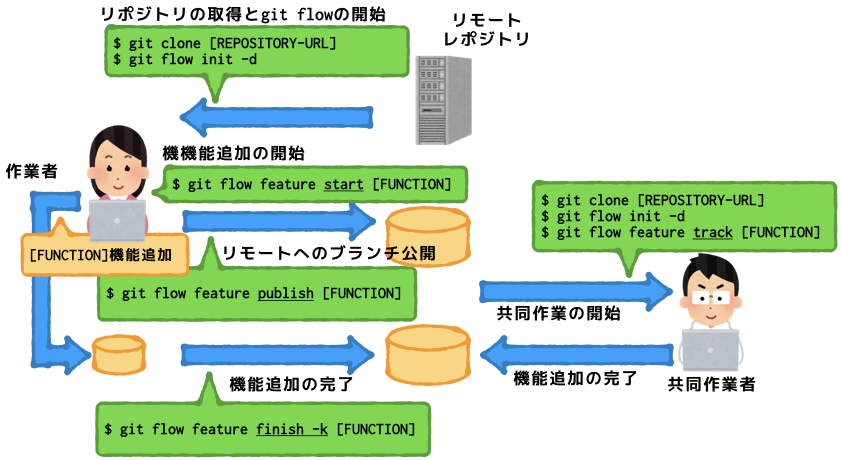 リポジトリの取得とgit flowの開始
$ git clone [REPOSITORY-URL]
$ git flow init -d
リモート
レポジトリ
作業者
機機能追加の開始
$ git flow feature start [FUNCTION]
[FUNCTION]機能追加
リモートへのブランチ公開
$ git flow feature publish [FUNCTION]
$ git clone [REPOSITORY-URL]
$ git flow init -d
$ git flow feature track [FUNCTION]
共同作業の開始
機能追加の完了
機能追加の完了
共同作業者
$ git flow feature finish -k [FUNCTION]